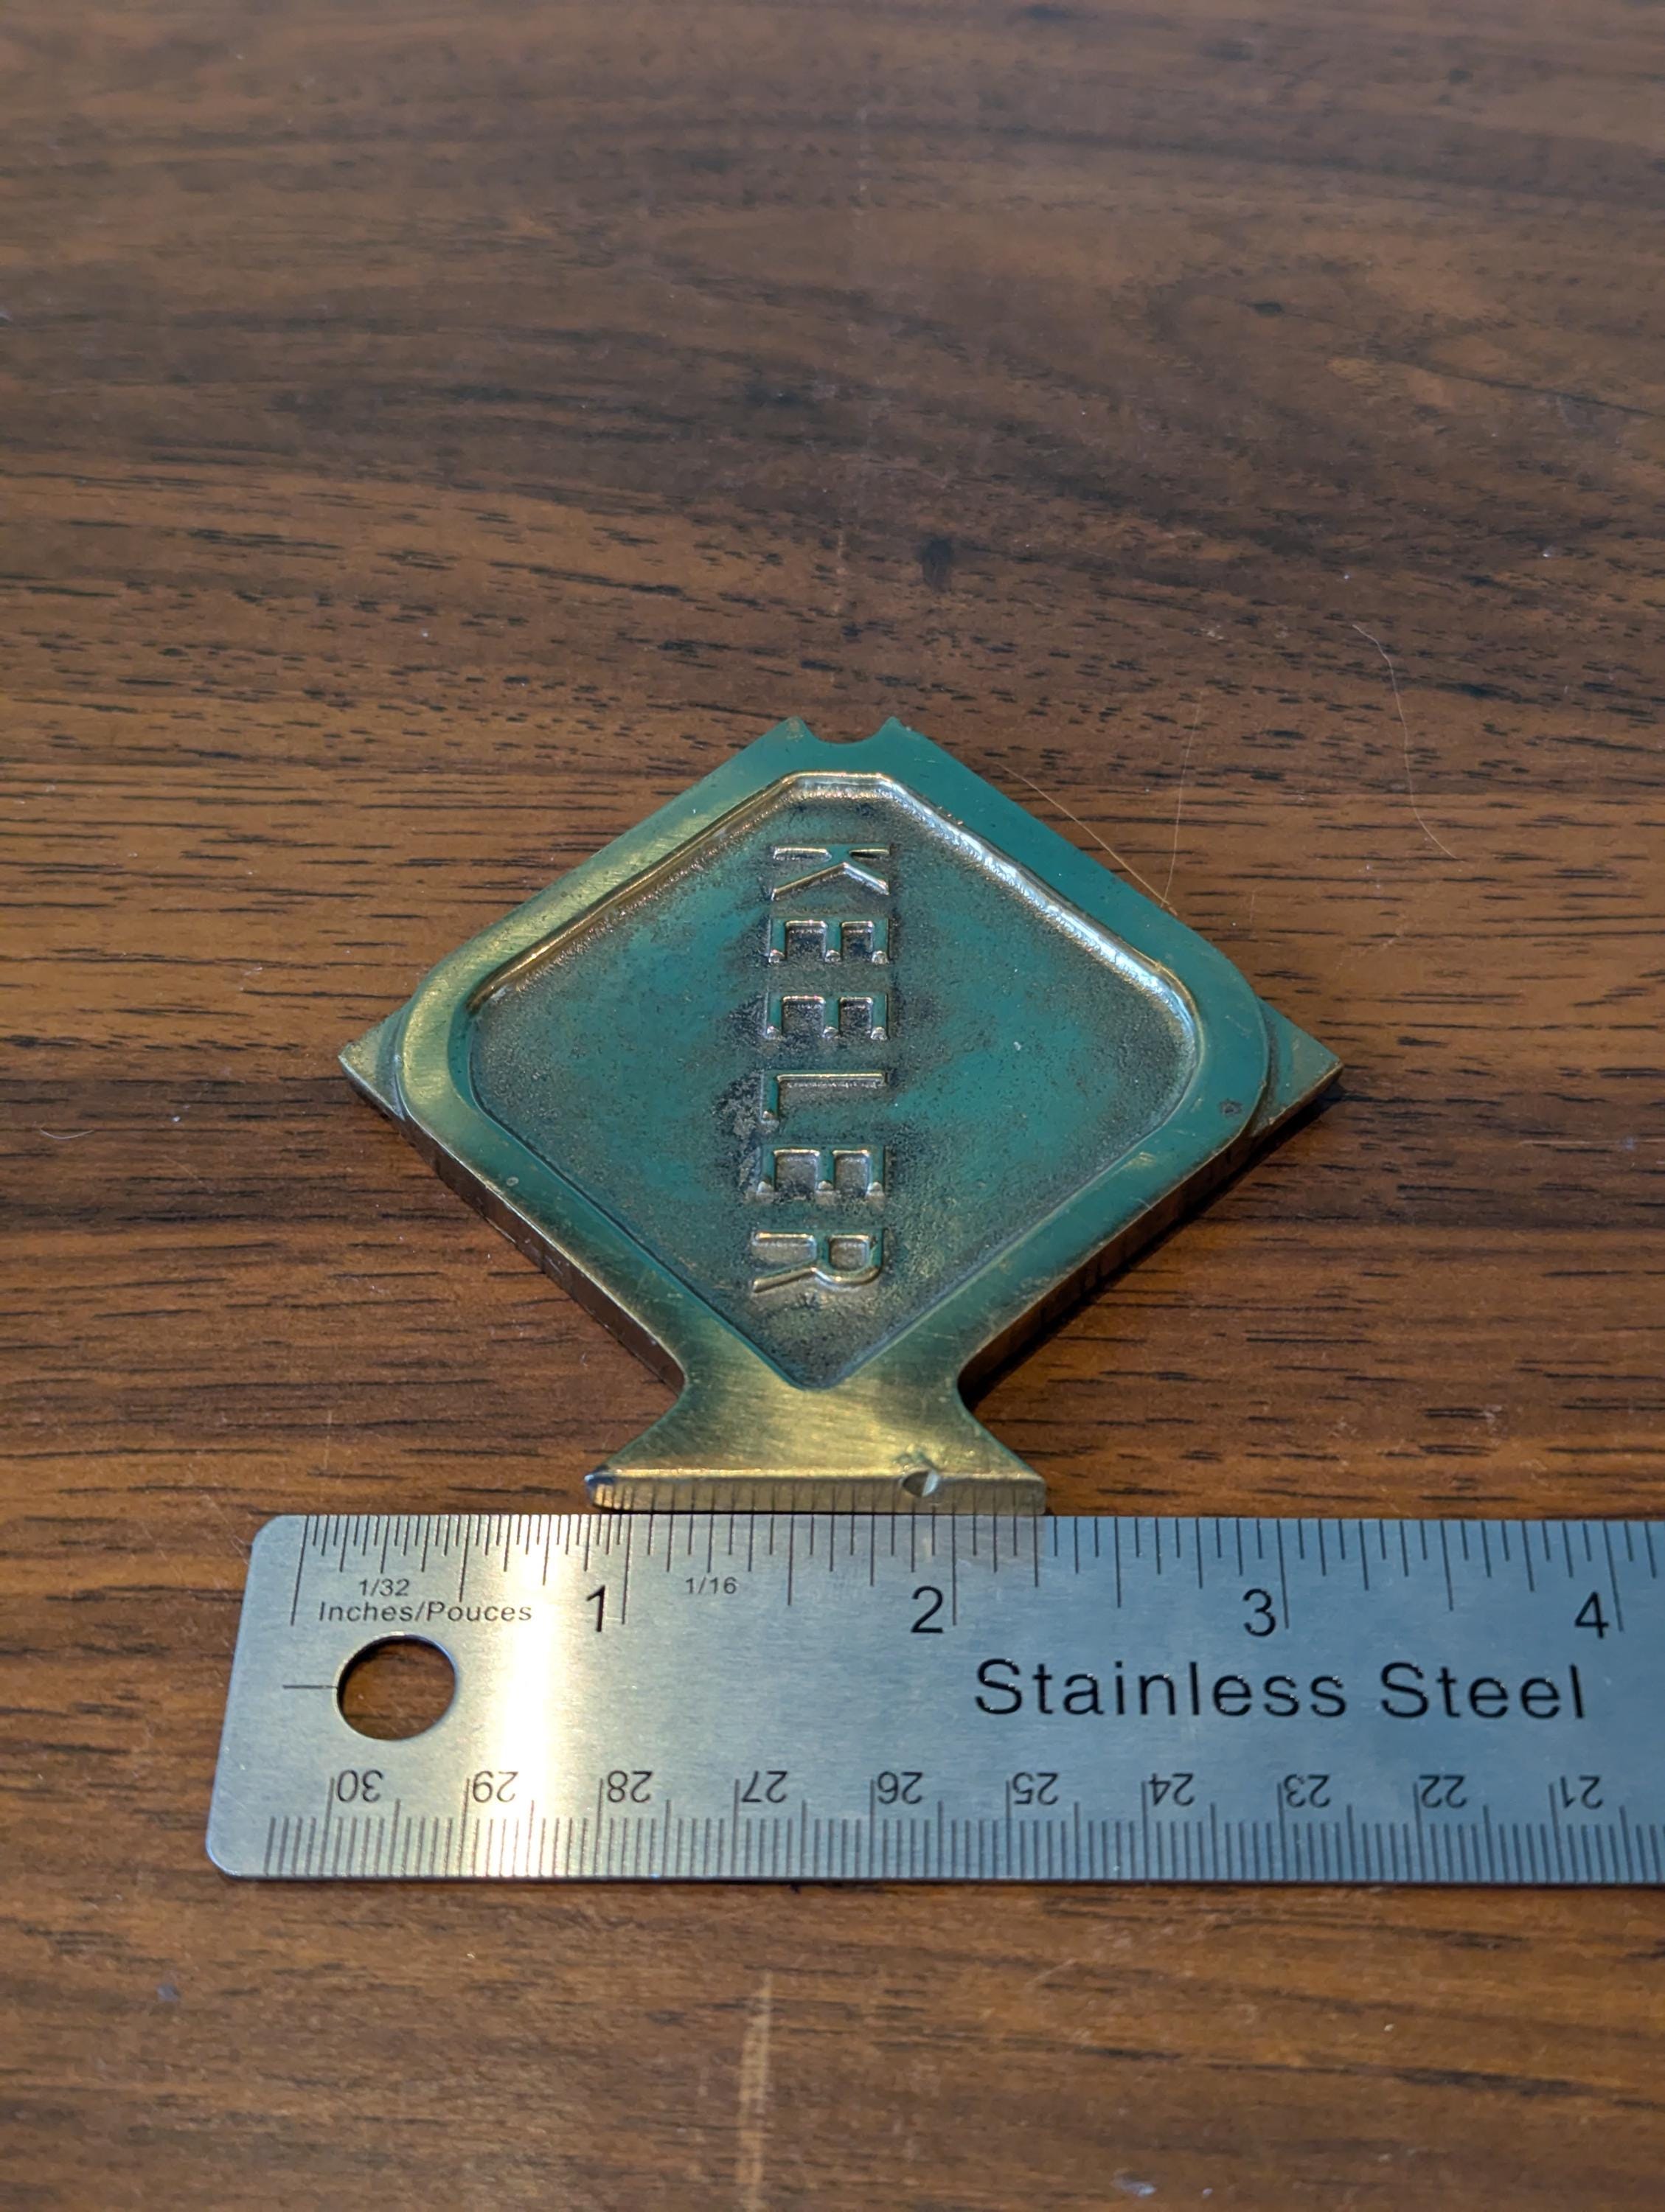 KEELER
1/32
1/16
Inches/Pouces
1 2 3 4
Stainless Steel
30 29 28 27 26 25 24 23 22 21